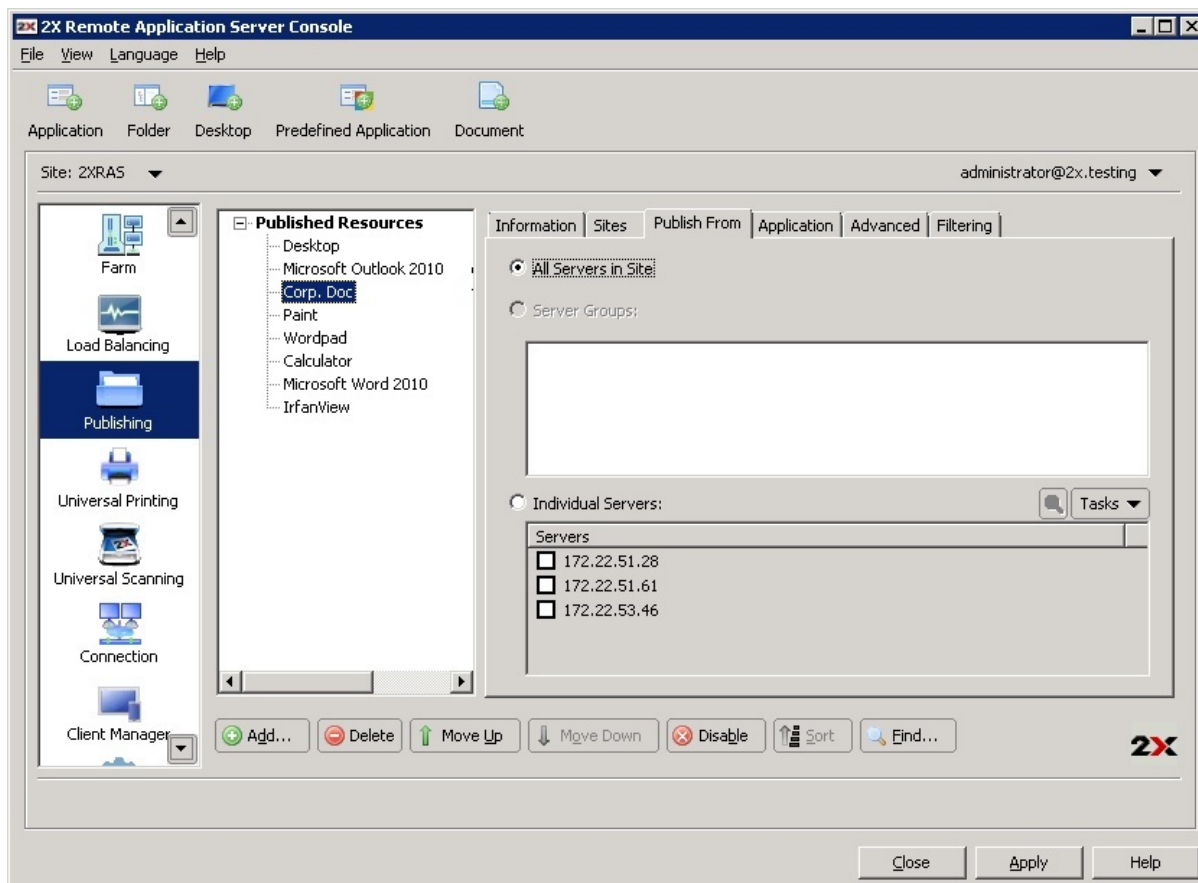 2X 2X Remote Application Server Console
File View Language Help
Application Folder Desktop Predefined Application Document
Site: 2XRAS administrator@2x.testing
Farm
Load Balancing
Publishing
Universal Printing
2X
Universal Scanning
Connection
Client Manager
Published Resources
Desktop
Microsoft Outlook 2010
Corp. Doc
Paint
Wordpad
Calculator
Microsoft Word 2010
IrfanView
Information Sites Publish From Application Advanced Filtering
All Servers in Site
Server Groups:
Individual Servers: Tasks
Servers
172.22.51.28
172.22.51.61
172.22.53.46
Add... Delete Move Up Move Down Disable Sort Find...
2X
Close Apply Help